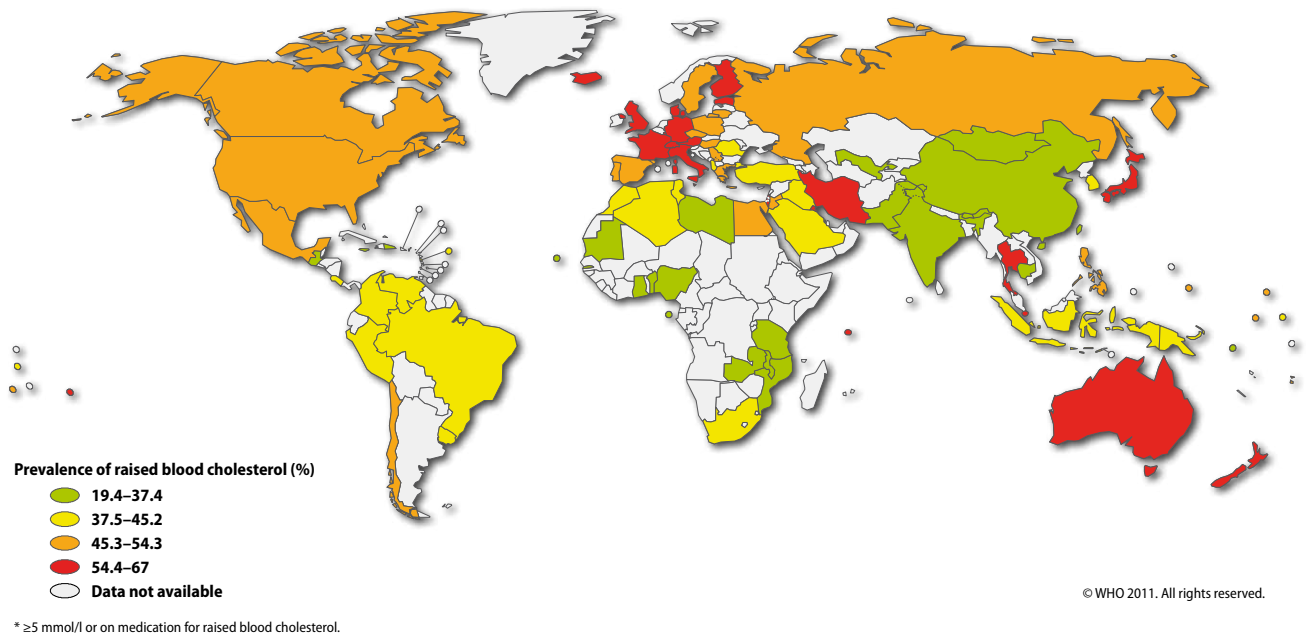 Prevalence of raised blood cholesterol (%)
19.4–37.4
37.5–45.2
45.3–54.3
54.4–67
Data not available
© WHO 2011. All rights reserved.
* ≥5 mmol/l or on medication for raised blood cholesterol.